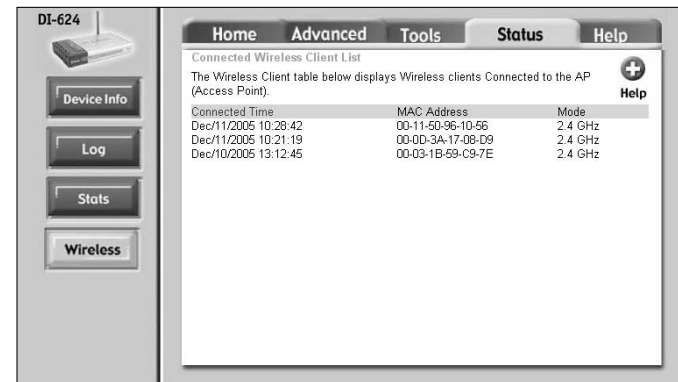 DI-624
Home Advanced Tools Status Help
Device Info
Log
Stats
Wireless
Connected Wireless Client List
The Wireless Client table below displays Wireless clients Connected to the AP
(Access Point).
Help
Connected Time MAC Address Mode
Dec/11/2005 10:28:42 00-11-50-96-10-56 2.4 GHz
Dec/11/2005 10:21:19 00-0D-3A-17-08-D9 2.4 GHz
Dec/10/2005 13:12:45 00-03-1B-59-C9-7E 2.4 GHz